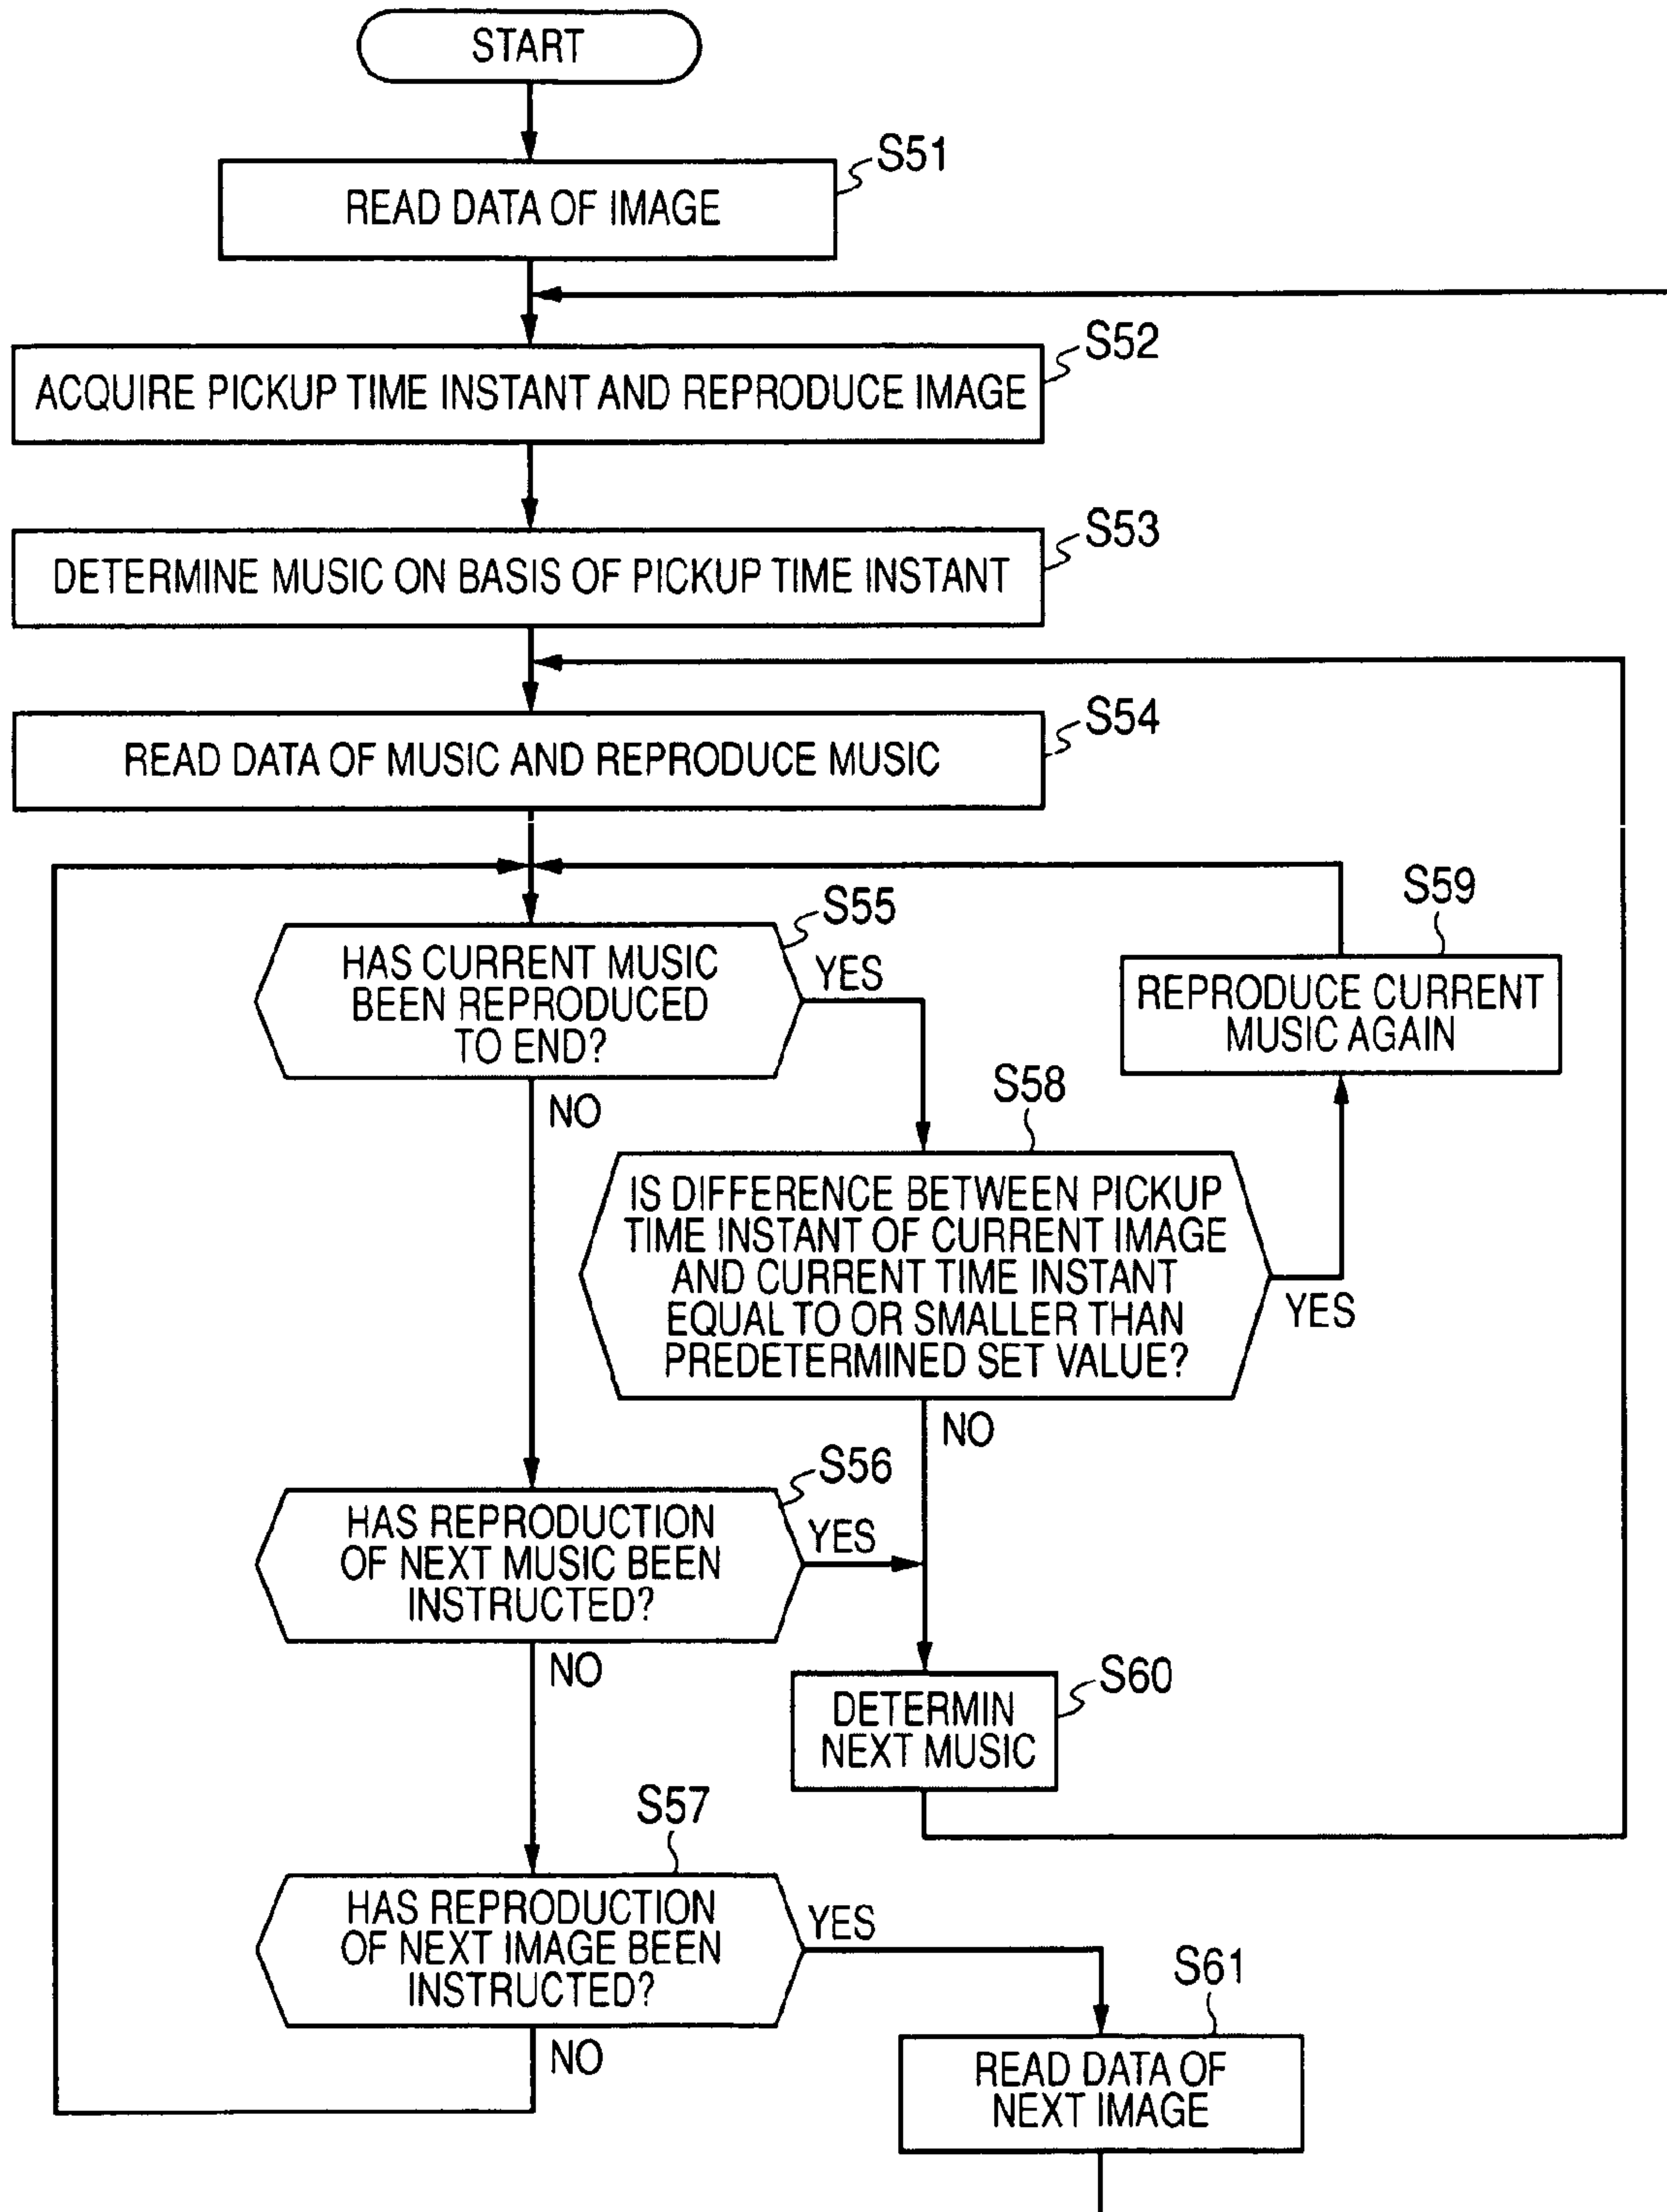 START
S51
READ DATA OF IMAGE
S52
ACQUIRE PICKUP TIME INSTANT AND REPRODUCE IMAGE
S53
DETERMINE MUSIC ON BASIS OF PICKUP TIME INSTANT
S54
READ DATA OF MUSIC AND REPRODUCE MUSIC
S55
HAS CURRENT MUSIC
BEEN REPRODUCED
TO END?
YES
NO
S59
REPRODUCE CURRENT
MUSIC AGAIN
S58
IS DIFFERENCE BETWEEN PICKUP
TIME INSTANT OF CURRENT IMAGE
AND CURRENT TIME INSTANT
EQUAL TO OR SMALLER THAN
PREDETERMINED SET VALUE?
YES
NO
S56
HAS REPRODUCTION
OF NEXT MUSIC BEEN
INSTRUCTED?
YES
NO
S60
DETERMIN
NEXT MUSIC
S57
HAS REPRODUCTION
OF NEXT IMAGE BEEN
INSTRUCTED?
YES
NO
S61
READ DATA OF
NEXT IMAGE